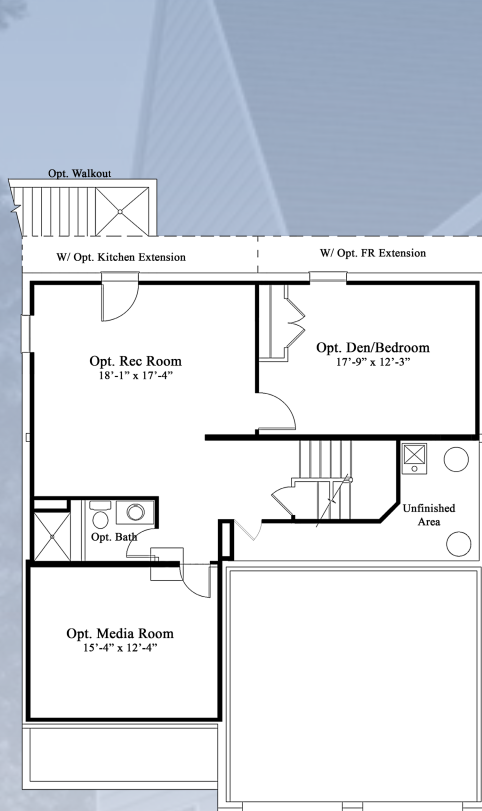 Opt. Walkout
W/ Opt. Kitchen Extension
W/ Opt. FR Extension
Opt. Rec Room
18'-1" x 17'-4"
Opt. Den/Bedroom
17'-9" x 12'-3"
Unfinished
Area
Opt. Bath
Opt. Media Room
15'-4" x 12'-4"